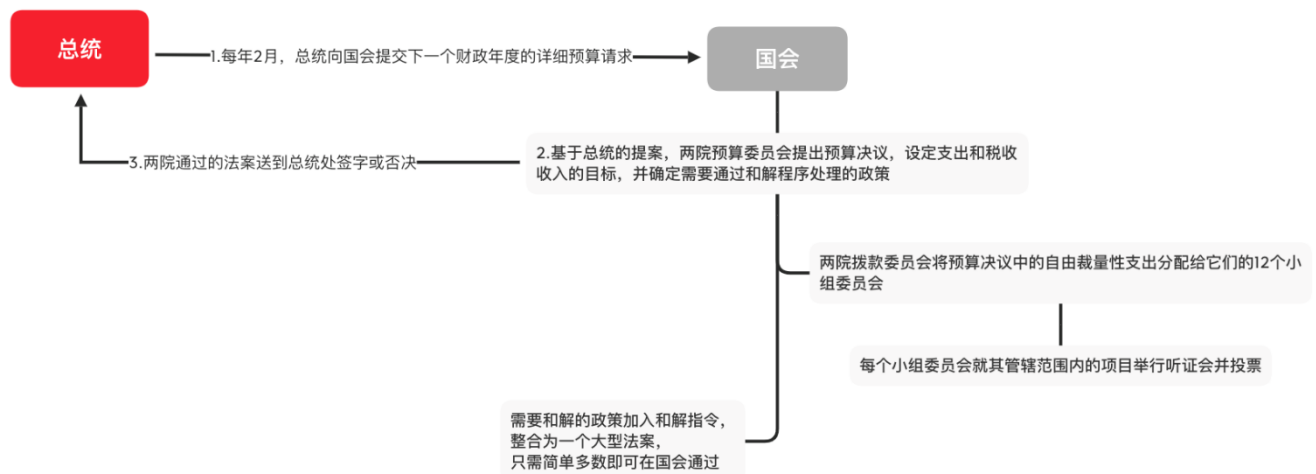 总统
1.每年2月，总统向国会提交下一个财政年度的详细预算请求
国会
3.两院通过的法案送到总统处签字或否决
2.基于总统的提案，两院预算委员会提出预算决议，设定支出和税收
收入的目标，并确定需要通过和解程序处理的政策
两院拨款委员会将预算决议中的自由裁量性支出分配给它们的12个小
组委员会
每个小组委员会就其管辖范围内的项目举行听证会并投票
需要和解的政策加入和解指令，
整合为一个大型法案，
只需简单多数即可在国会通过